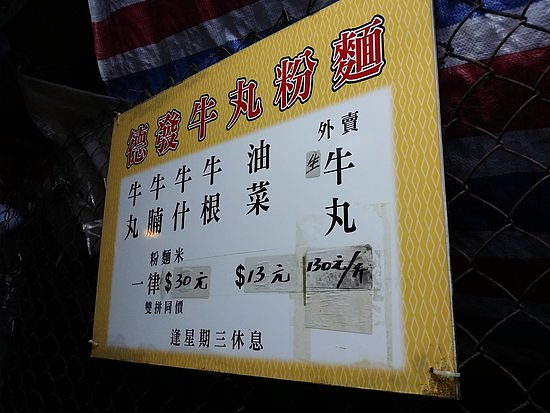 德發牛丸粉麵
牛丸
牛腩
牛什
牛根
油菜
外賣
生牛丸
粉麵米
一律$30元
雙拼同價
$13元
130元/斤
逢星期三休息